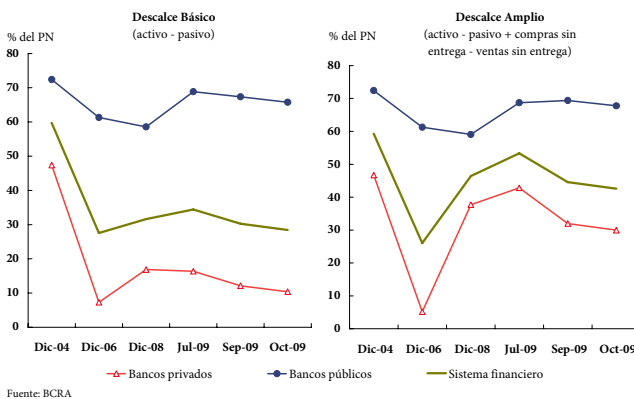 Descalce Básico
(activo - pasivo)
% del PN
80
70
60
50
40
30
20
10
0
Dic-04 Dic-06 Dic-08 Jul-09 Sep-09 Oct-09
Descalce Amplio
(activo - pasivo + compras sin
entrega - ventas sin entrega)
% del PN
80
70
60
50
40
30
20
10
0
Dic-04 Dic-06 Dic-08 Jul-09 Sep-09 Oct-09
Bancos privados Bancos públicos Sistema financiero
Fuente: BCRA